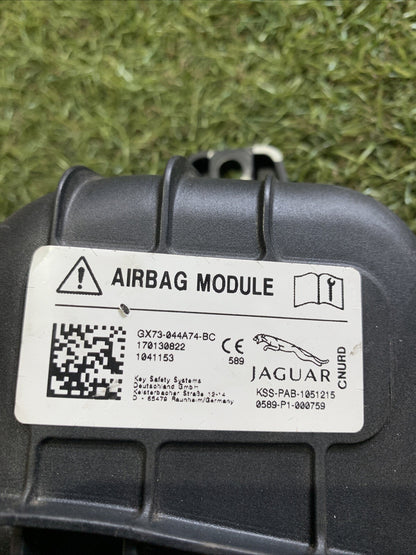 AIRBAG MODULE
GX73-044A74-BC
170130822
1041153
CE
589
JAGUAR
CNURD
Key Safety Systems
Deutschland GmbH
Kelsterbacher Straße 12-14
D - 65479 Raunheim/Germany
KSS-PAB-1051215
0589-P1-000759